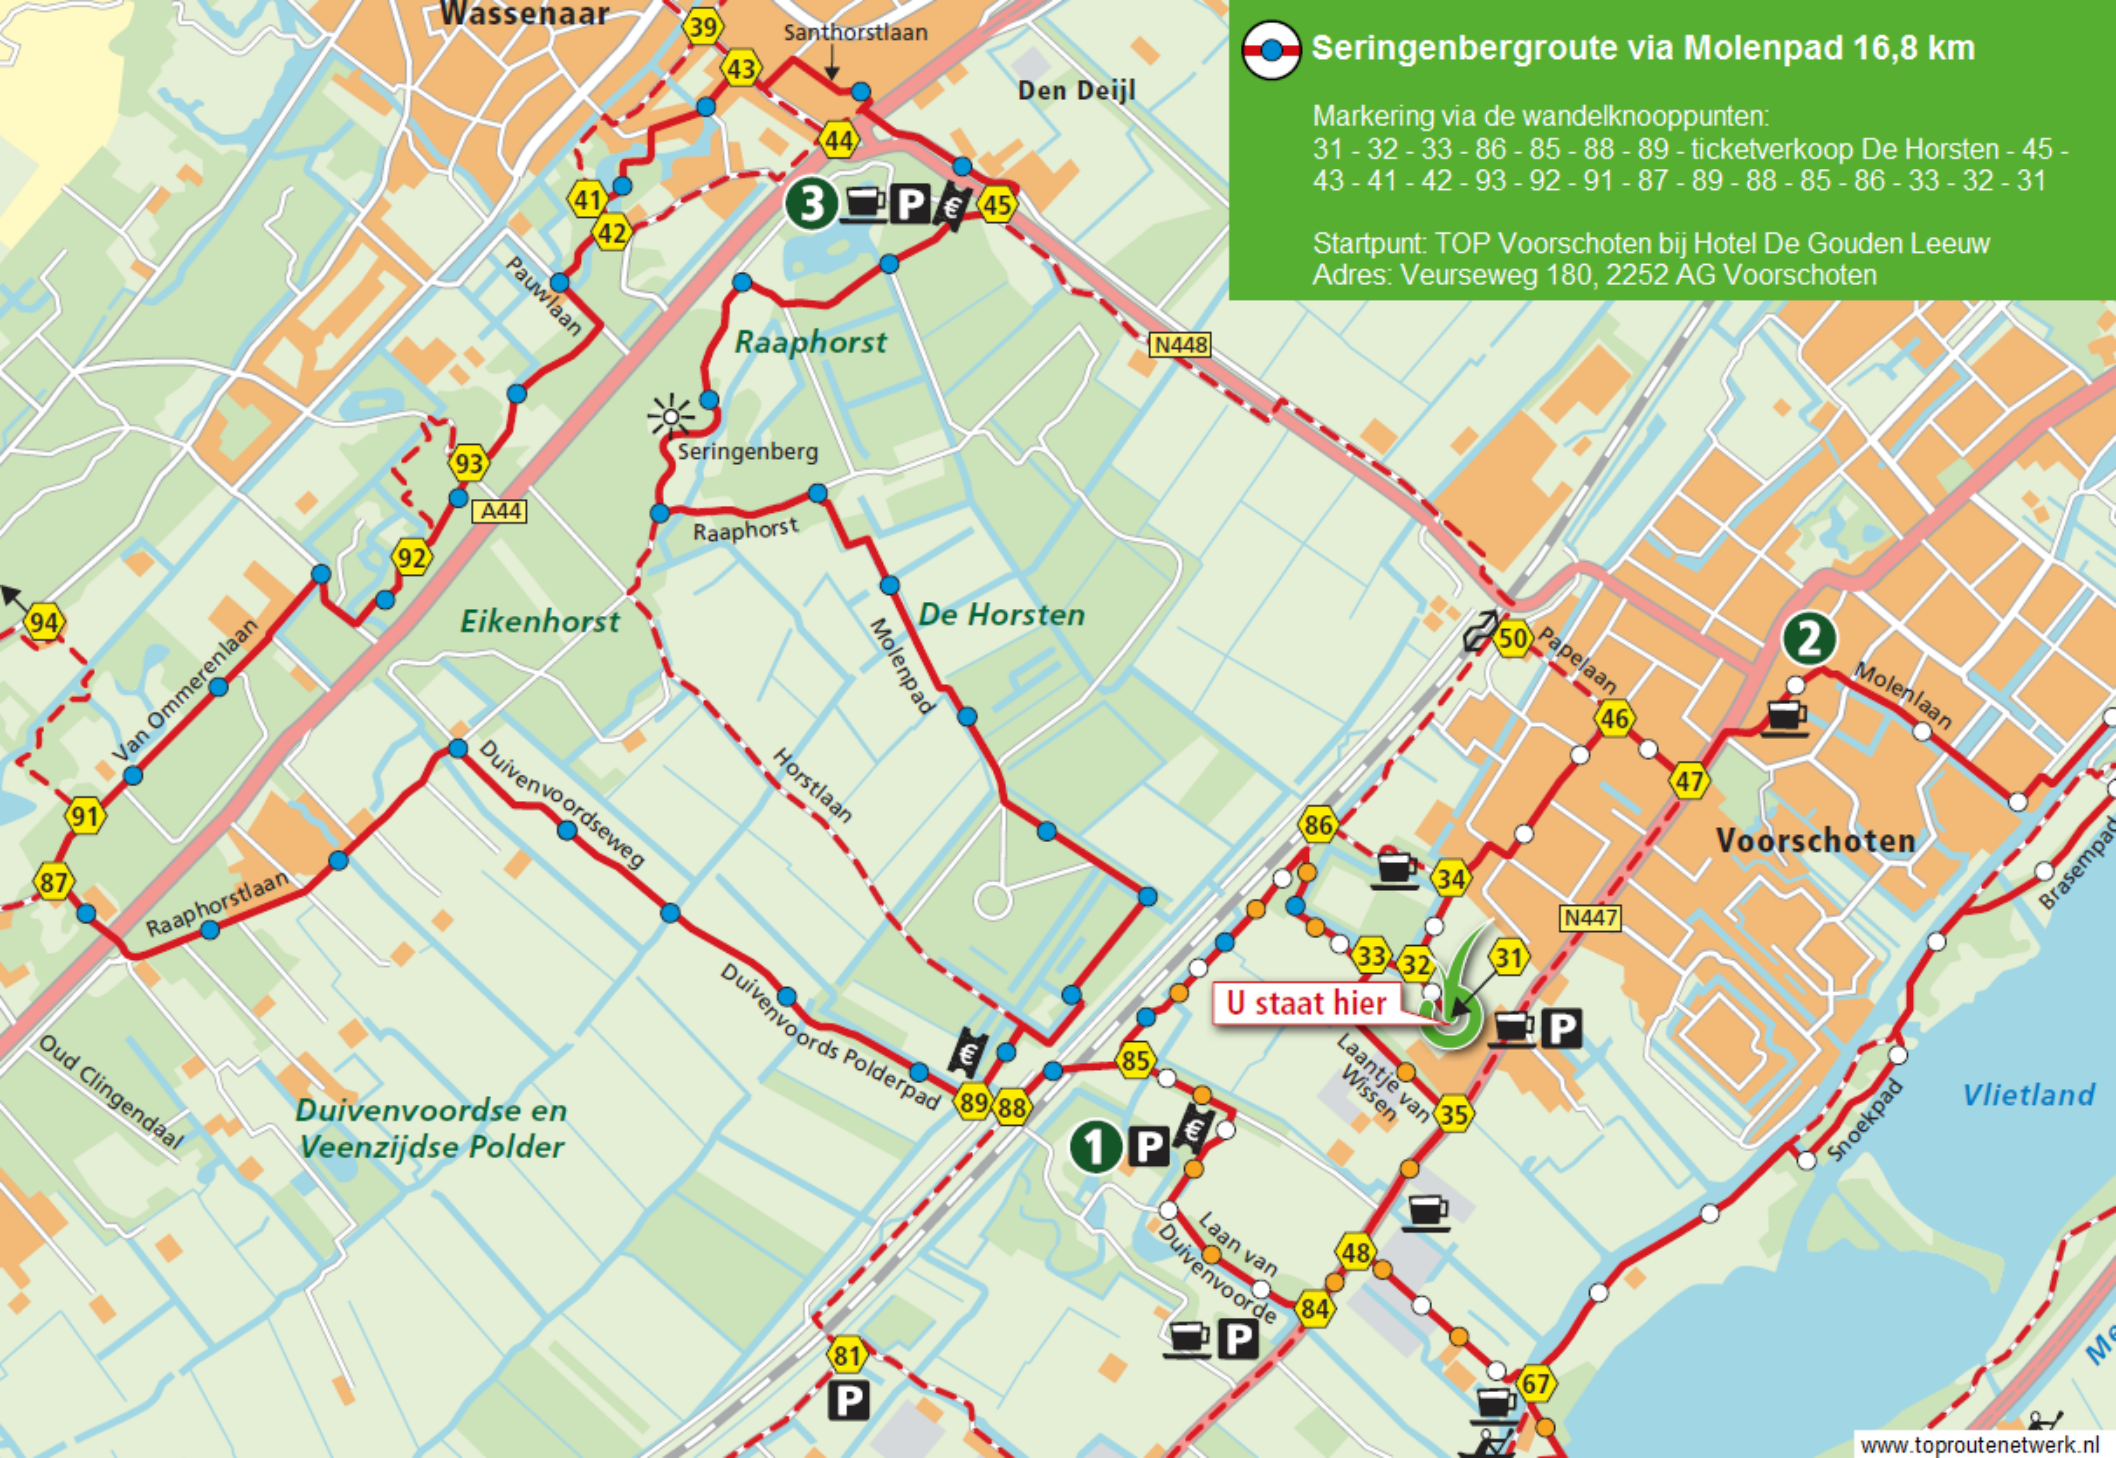 Seringenbergroute via Molenpad 16,8 km
Markering via de wandelknooppunten:
31 - 32 - 33 - 86 - 85 - 88 - 89 - ticketverkoop De Horsten - 45 -
43 - 41 - 42 - 93 - 92 - 91 - 87 - 89 - 88 - 85 - 86 - 33 - 32 - 31
Startpunt: TOP Voorschoten bij Hotel De Gouden Leeuw
Adres: Veurseweg 180, 2252 AG Voorschoten
Wassenaar
39
Santhorstlaan
43
Den Deijl
44
3
P
€
45
41
42
Pauwlaan
Raaphorst
N448
Seringenberg
93
A44
Raaphorst
92
94
Eikenhorst
De Horsten
Molenpad
50
Papelaan
2
Molenlaan
46
47
Van Ommerenlaan
91
87
Raaphorstlaan
Duivenvoordseweg
Horstlaan
86
34
Voorschoten
Brasempad
N447
33
32
31
U staat hier
P
Duivenvoords Polderpad
€
85
89
88
Laantje van
Wissen
35
Oud Clingendaal
Duivenvoordse en
Veenzijdse Polder
1
P
€
Vlietland
Snoekpad
Laan van
Duivenvoorde
48
84
P
81
P
67
Me
www.toproutenetwerk.nl